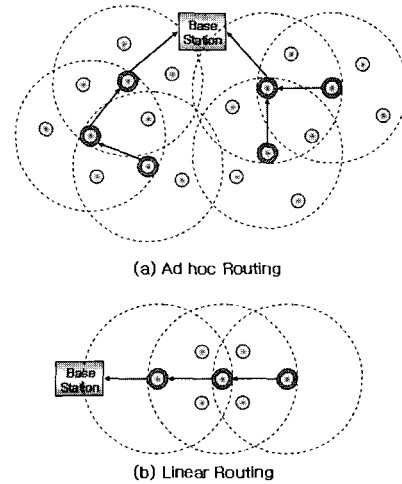 Base
Station
(a) Ad hoc Routing
Base
Station
(b) Linear Routing